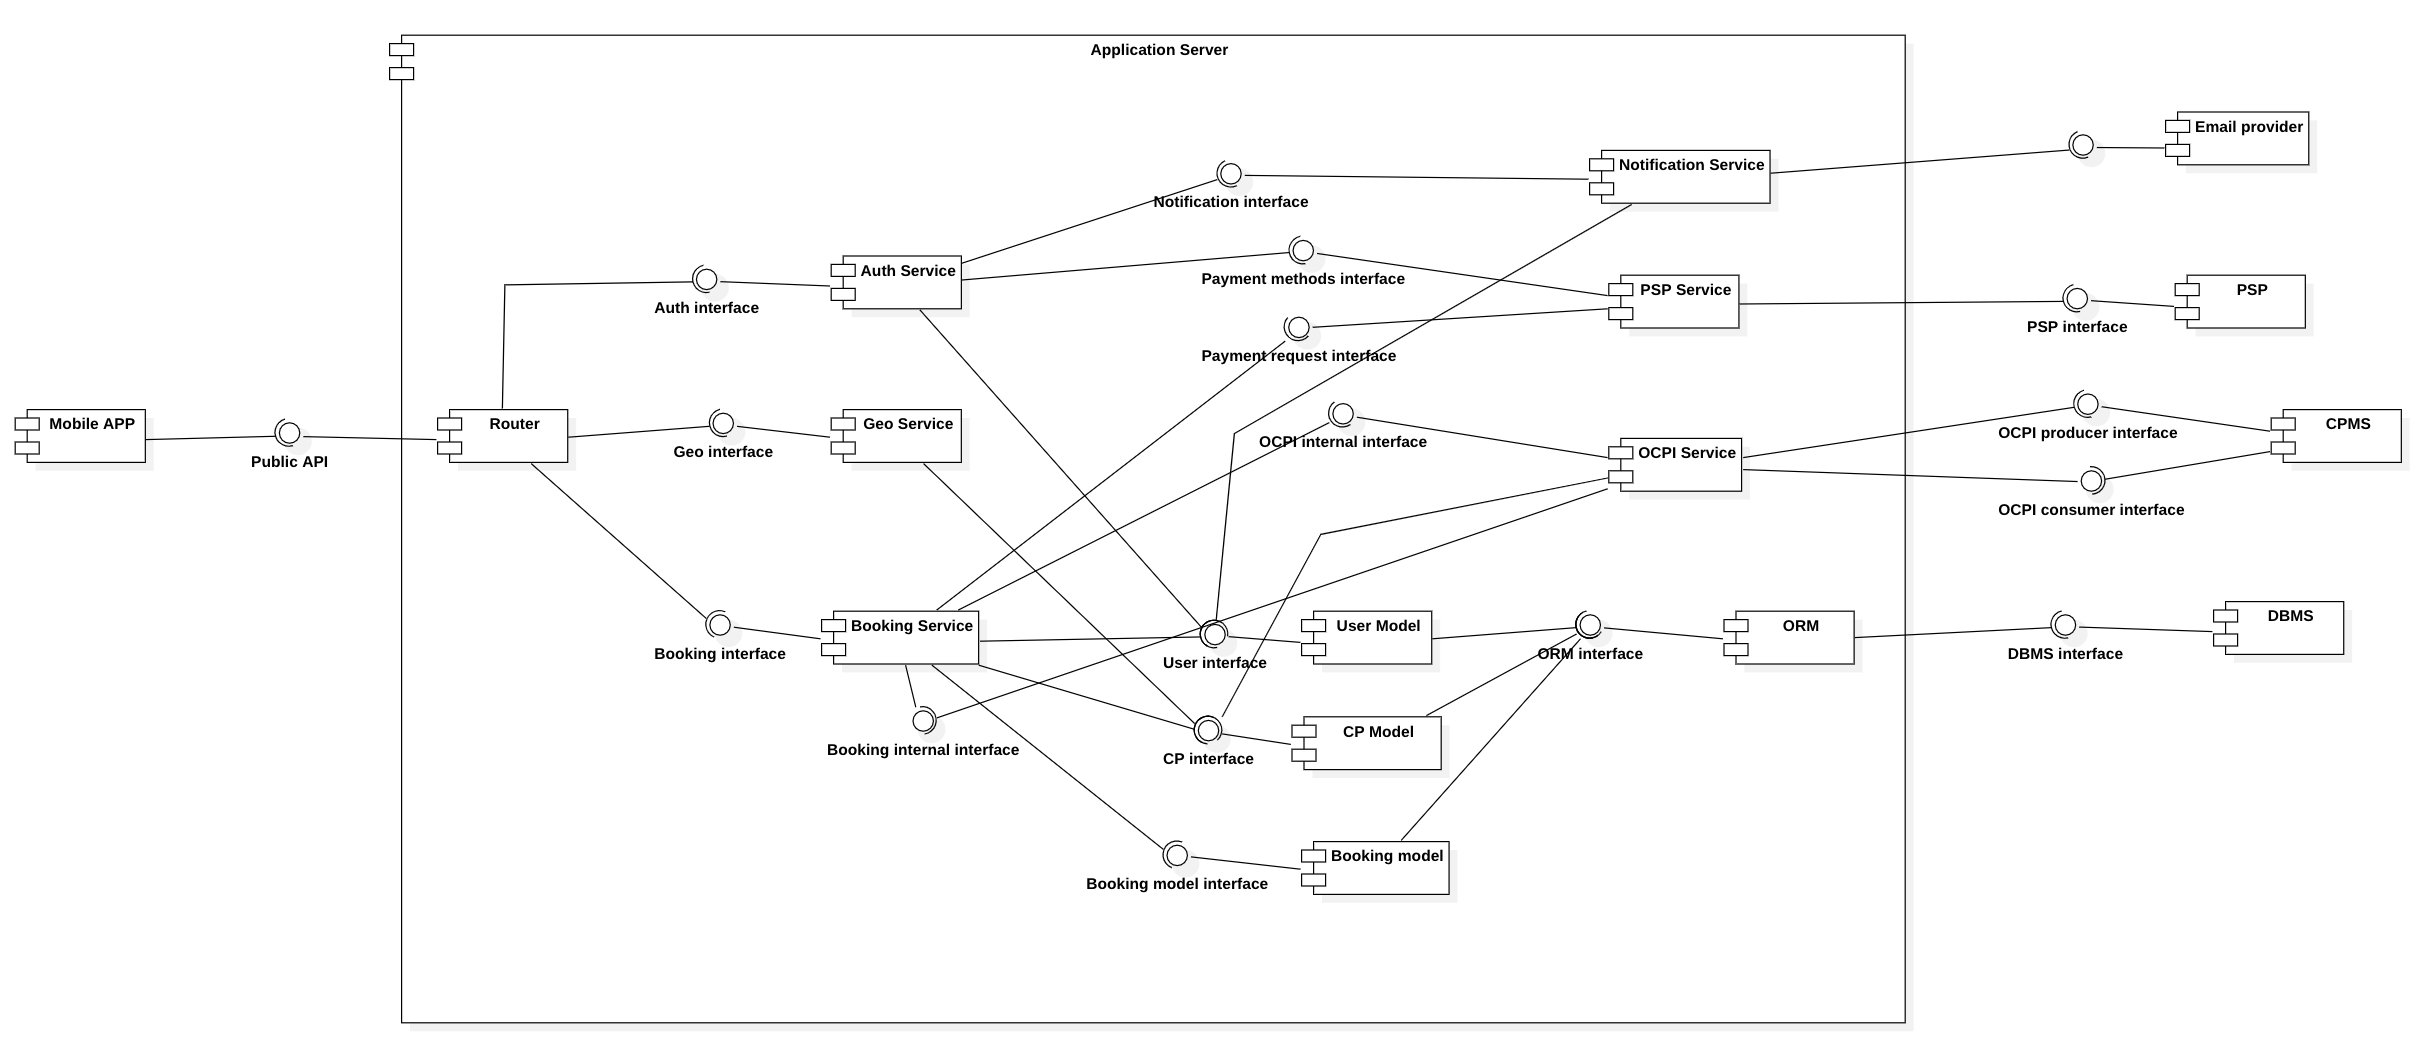 Application Server
Email provider
Notification Service
Notification interface
Auth Service
Payment methods interface
PSP Service
PSP
Auth interface
PSP interface
Payment request interface
Mobile APP
Router
Geo Service
OCPI internal interface
OCPI producer interface
CPMS
Public API
Geo interface
OCPI Service
OCPI consumer interface
Booking Service
User Model
ORM
DBMS
Booking interface
User interface
ORM interface
DBMS interface
Booking internal interface
CP interface
CP Model
Booking model
Booking model interface